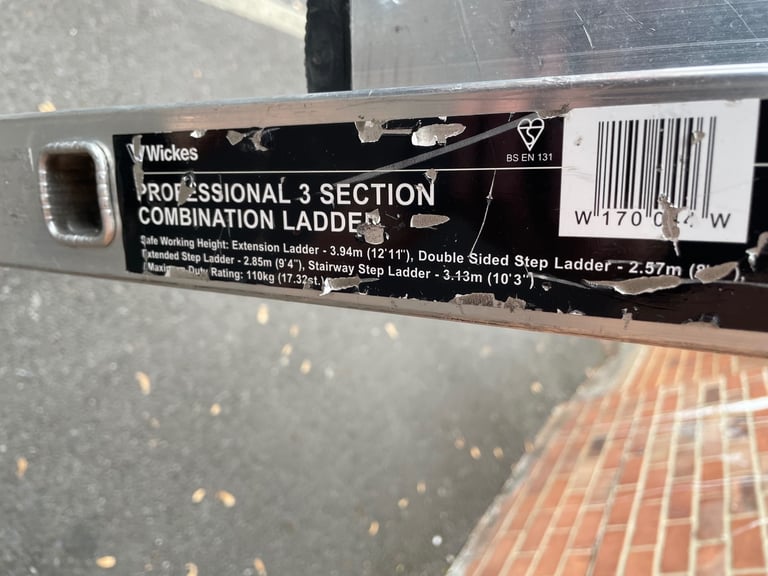 Wickes
BS EN 131
PROFESSIONAL 3 SECTION
COMBINATION LADDER
W 170 W
Safe Working Height: Extension Ladder - 3.94m (12'11"), Double Sided Step Ladder - 2.57m
Extended Step Ladder - 2.85m (9'4"), Stairway Step Ladder - 3.13m (10'3")
Maximum Duty Rating: 110kg (17.32st.)